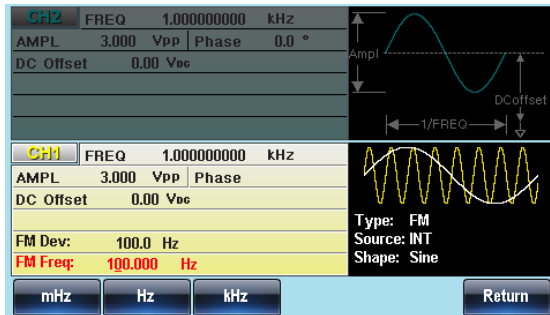 CH2 FREQ 1.000000000 kHz
AMPL 3.000 Vpp Phase 0.0 °
DC Offset 0.00 VDC
Ampl
DCoffset
1/FREQ
CH1 FREQ 1.000000000 kHz
AMPL 3.000 Vpp Phase
DC Offset 0.00 VDC
FM Dev: 100.0 Hz
FM Freq: 100.000 Hz
Type: FM
Source: INT
Shape: Sine
mHz Hz kHz Return